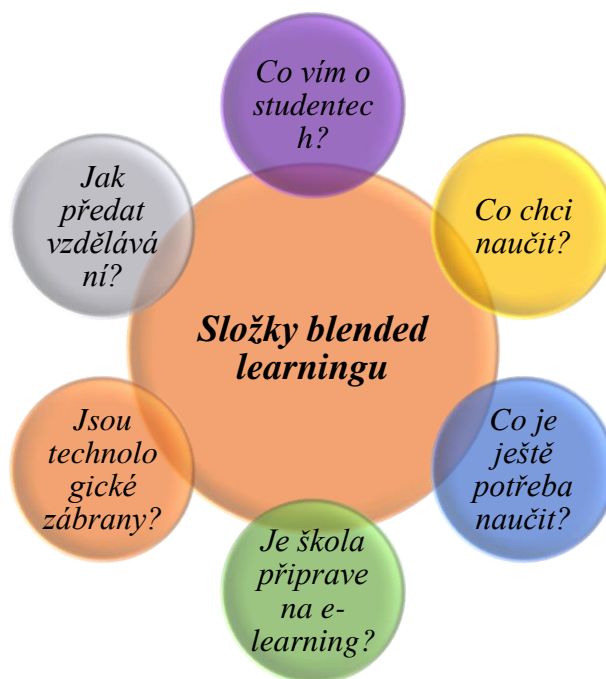 Co vím o
studentec
h?
Jak
předat
vzdělává
ní?
Co chci
naučit?
Složky blended
learningu
Jsou
technolo
gické
zábrany?
Co je
ještě
potřeba
naučit?
Je škola
připrave
na e-
learning?